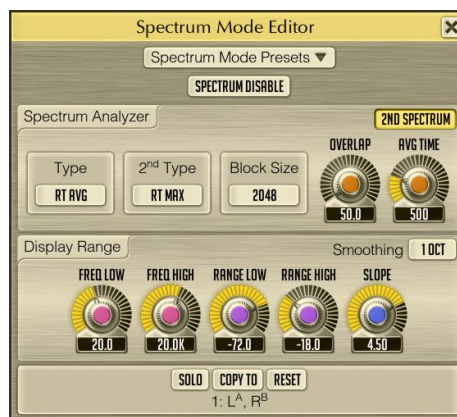 Spectrum Mode Editor
Spectrum Mode Presets
SPECTRUM DISABLE
Spectrum Analyzer
2ND SPECTRUM
Type
RT AVG
2nd Type
RT MAX
Block Size
2048
OVERLAP
50.0
AVG TIME
500
Display Range
Smoothing 1 OCT
FREQ LOW FREQ HIGH RANGE LOW RANGE HIGH SLOPE
20.0 20.0K -72.0 -18.0 4.50
SOLO COPY TO RESET
1: LA, RB